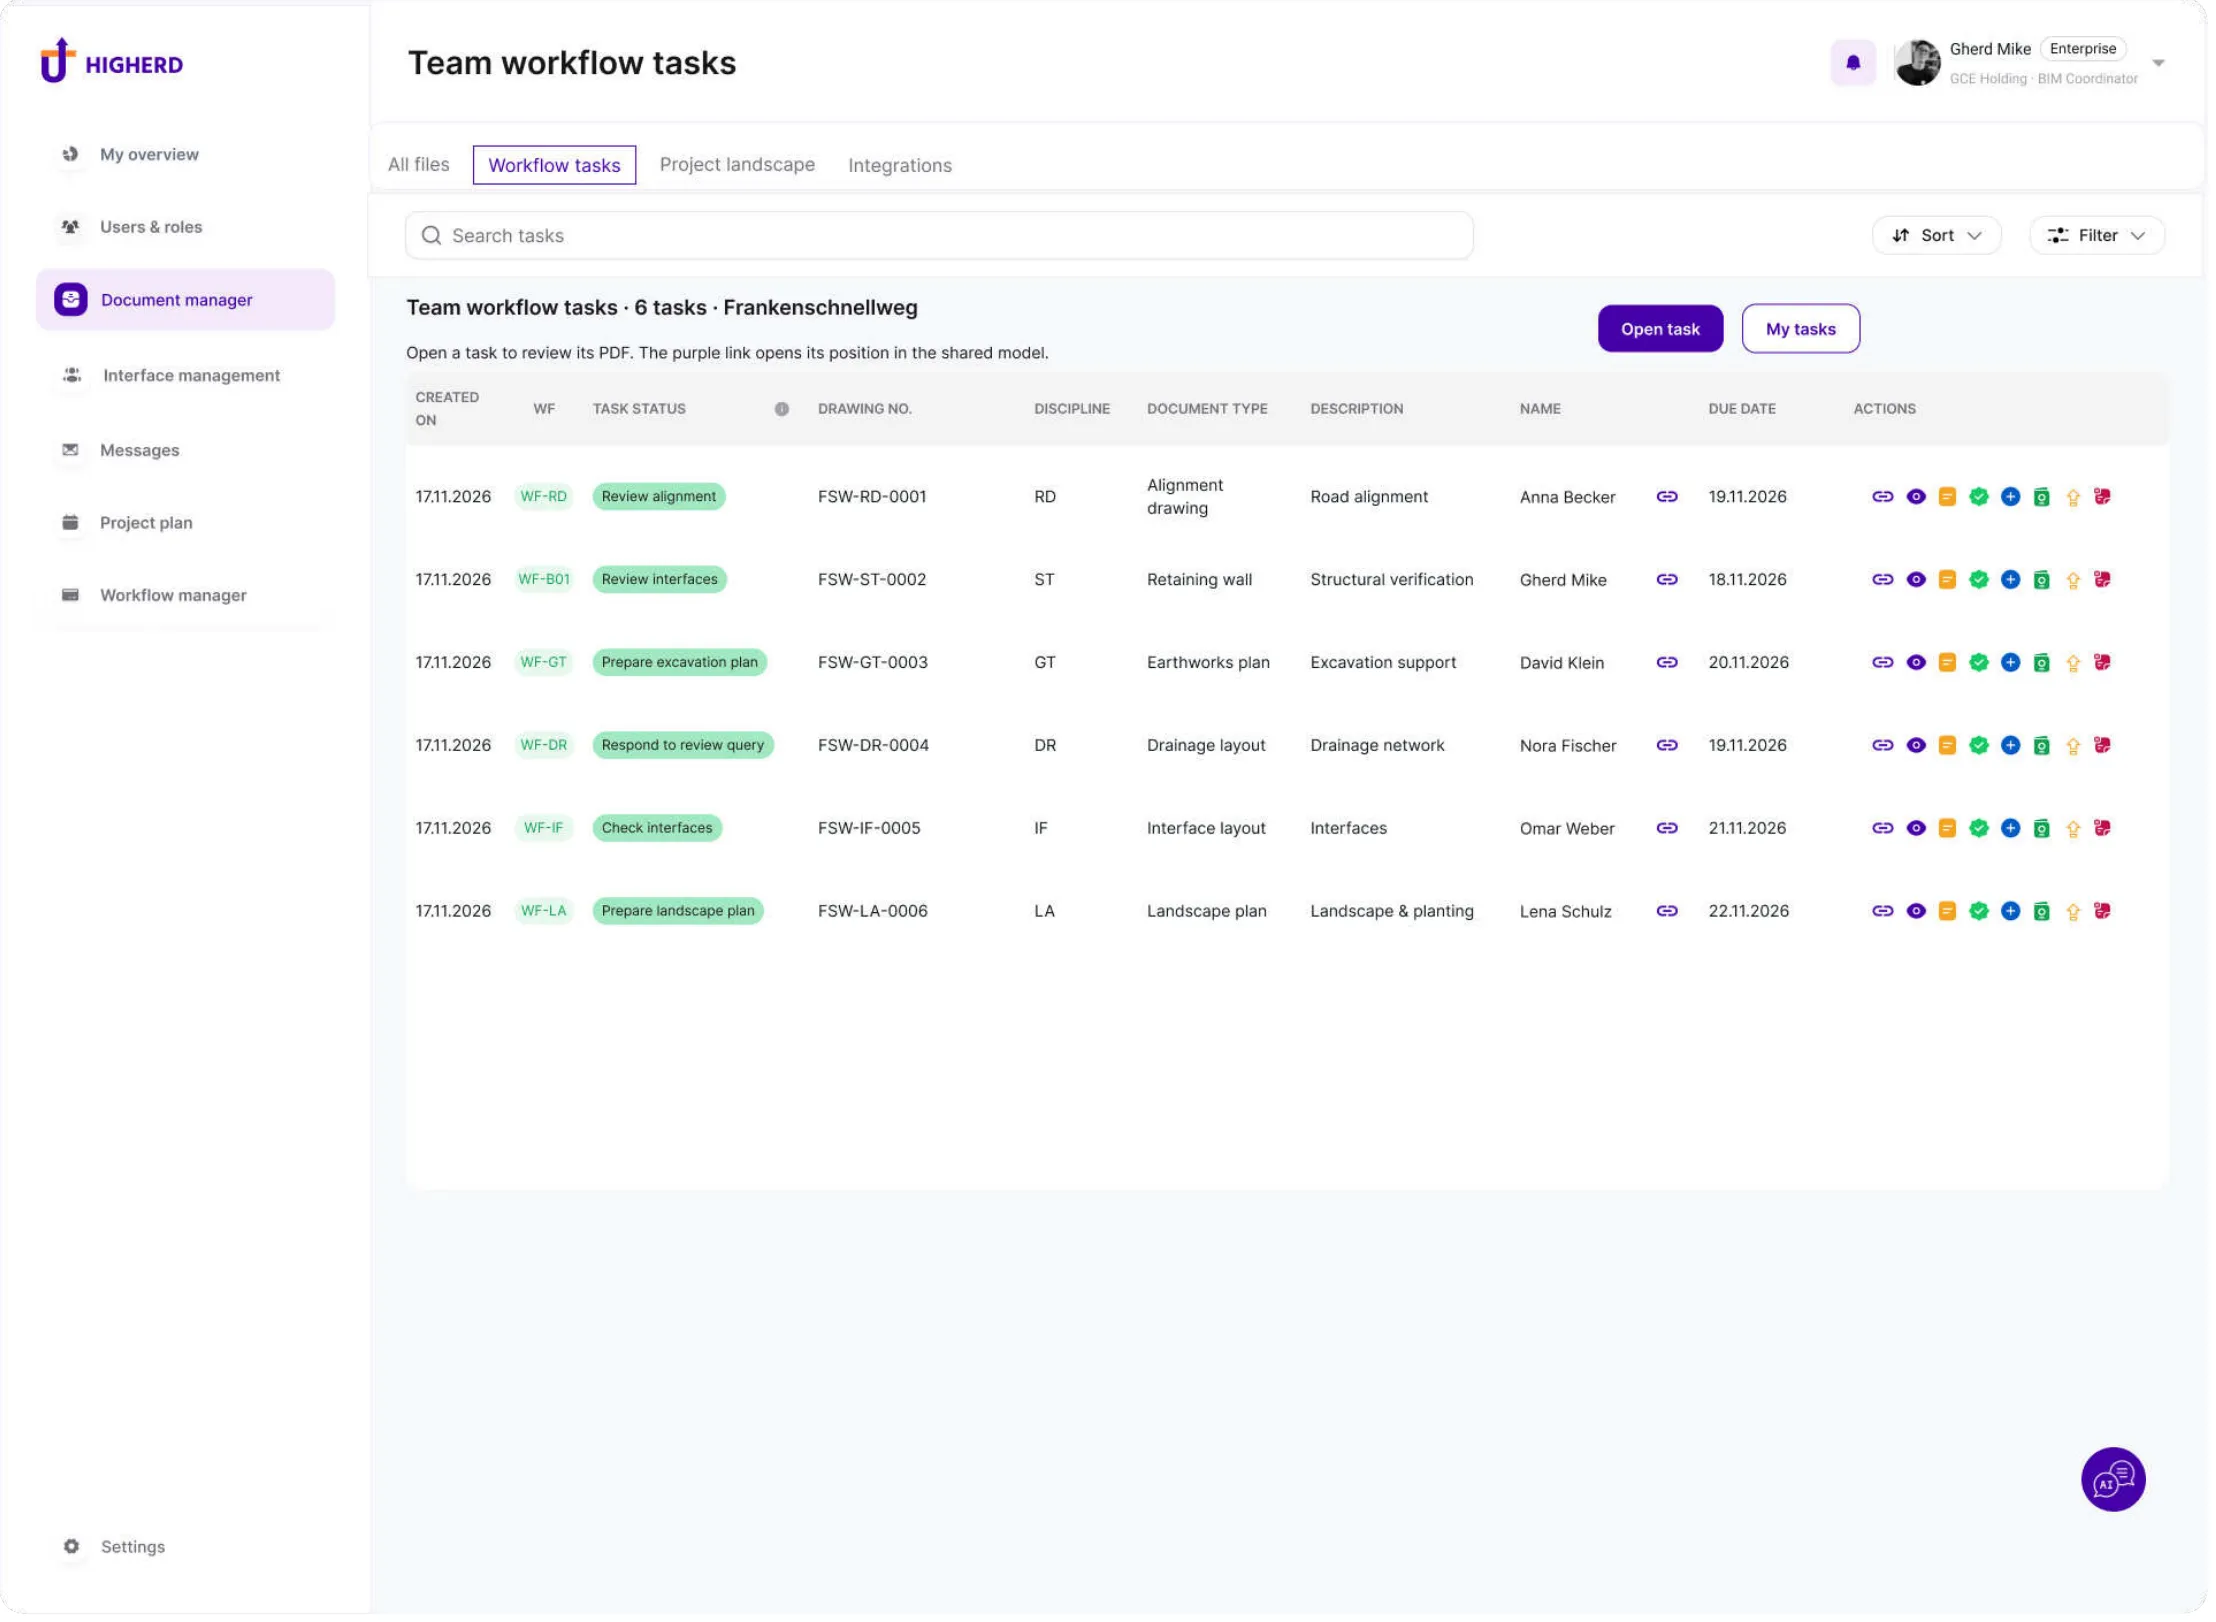 HIGHERD
Team workflow tasks
Gherd Mike Enterprise
GCE Holding · BIM Coordinator
My overview
Users & roles
Document manager
Interface management
Messages
Project plan
Workflow manager
Settings
All files Workflow tasks Project landscape Integrations
Search tasks
Sort Filter
Team workflow tasks · 6 tasks · Frankenschnellweg
Open a task to review its PDF. The purple link opens its position in the shared model.
Open task My tasks
CREATED ON WF TASK STATUS DRAWING NO. DISCIPLINE DOCUMENT TYPE DESCRIPTION NAME DUE DATE ACTIONS
17.11.2026 WF-RD Review alignment FSW-RD-0001 RD Alignment drawing Road alignment Anna Becker 19.11.2026
17.11.2026 WF-B01 Review interfaces FSW-ST-0002 ST Retaining wall Structural verification Gherd Mike 18.11.2026
17.11.2026 WF-GT Prepare excavation plan FSW-GT-0003 GT Earthworks plan Excavation support David Klein 20.11.2026
17.11.2026 WF-DR Respond to review query FSW-DR-0004 DR Drainage layout Drainage network Nora Fischer 19.11.2026
17.11.2026 WF-IF Check interfaces FSW-IF-0005 IF Interface layout Interfaces Omar Weber 21.11.2026
17.11.2026 WF-LA Prepare landscape plan FSW-LA-0006 LA Landscape plan Landscape & planting Lena Schulz 22.11.2026
AI